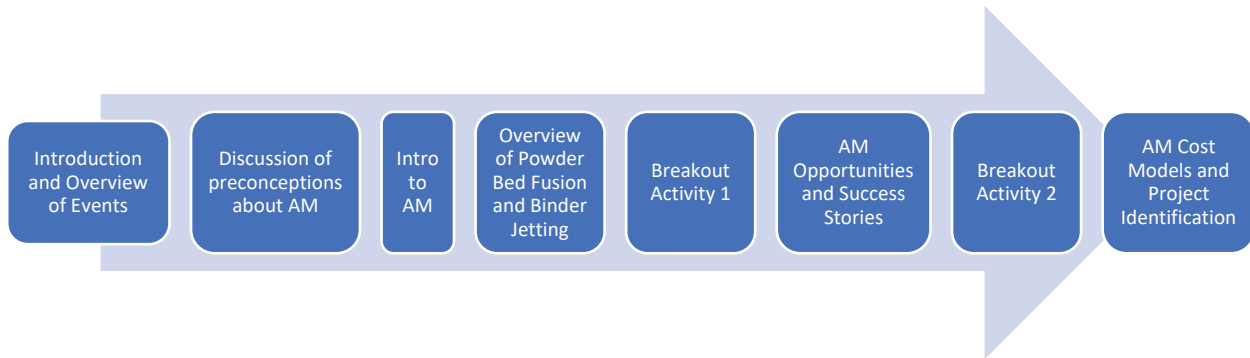 Introduction
and Overview
of Events
Discussion of
preconceptions
about AM
Intro
to
AM
Overview
of Powder
Bed Fusion
and Binder
Jetting
Breakout
Activity 1
AM
Opportunities
and Success
Stories
Breakout
Activity 2
AM Cost
Models and
Project
Identification